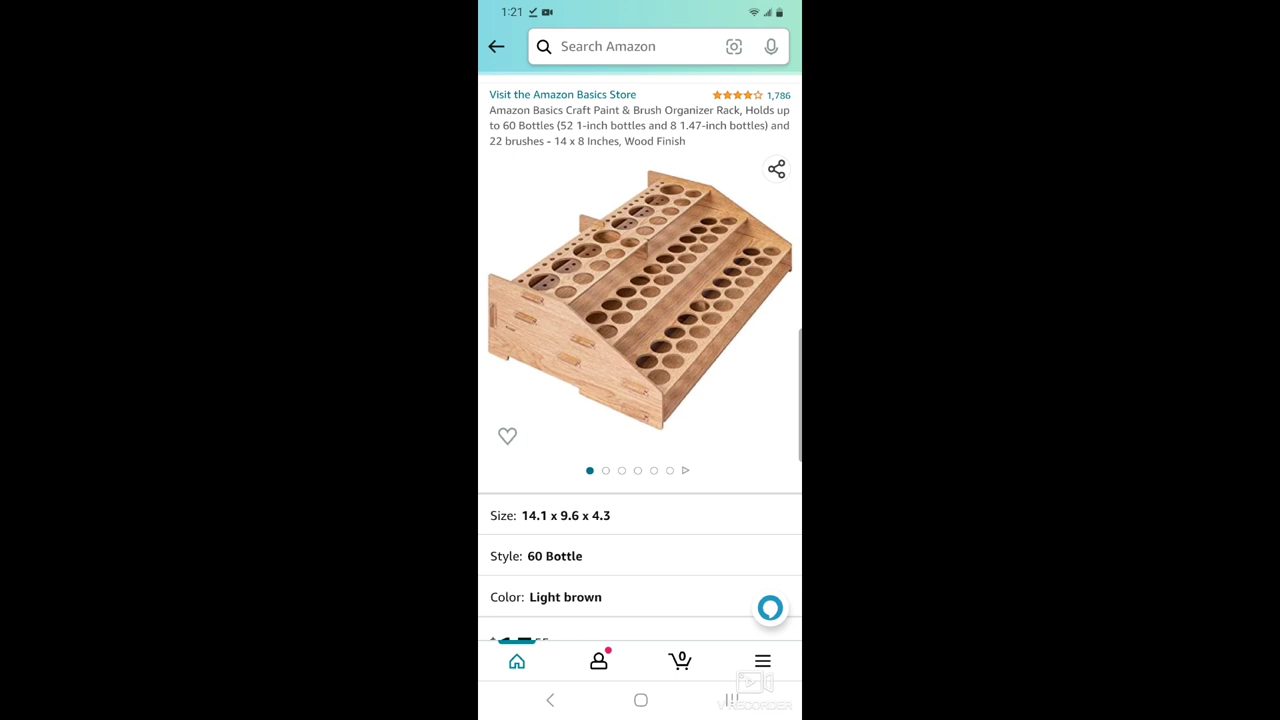 1:21
Search Amazon
Visit the Amazon Basics Store
1,786
Amazon Basics Craft Paint & Brush Organizer Rack, Holds up
to 60 Bottles (52 1-inch bottles and 8 1.47-inch bottles) and
22 brushes - 14 x 8 Inches, Wood Finish
Size: 14.1 x 9.6 x 4.3
Style: 60 Bottle
Color: Light brown
0